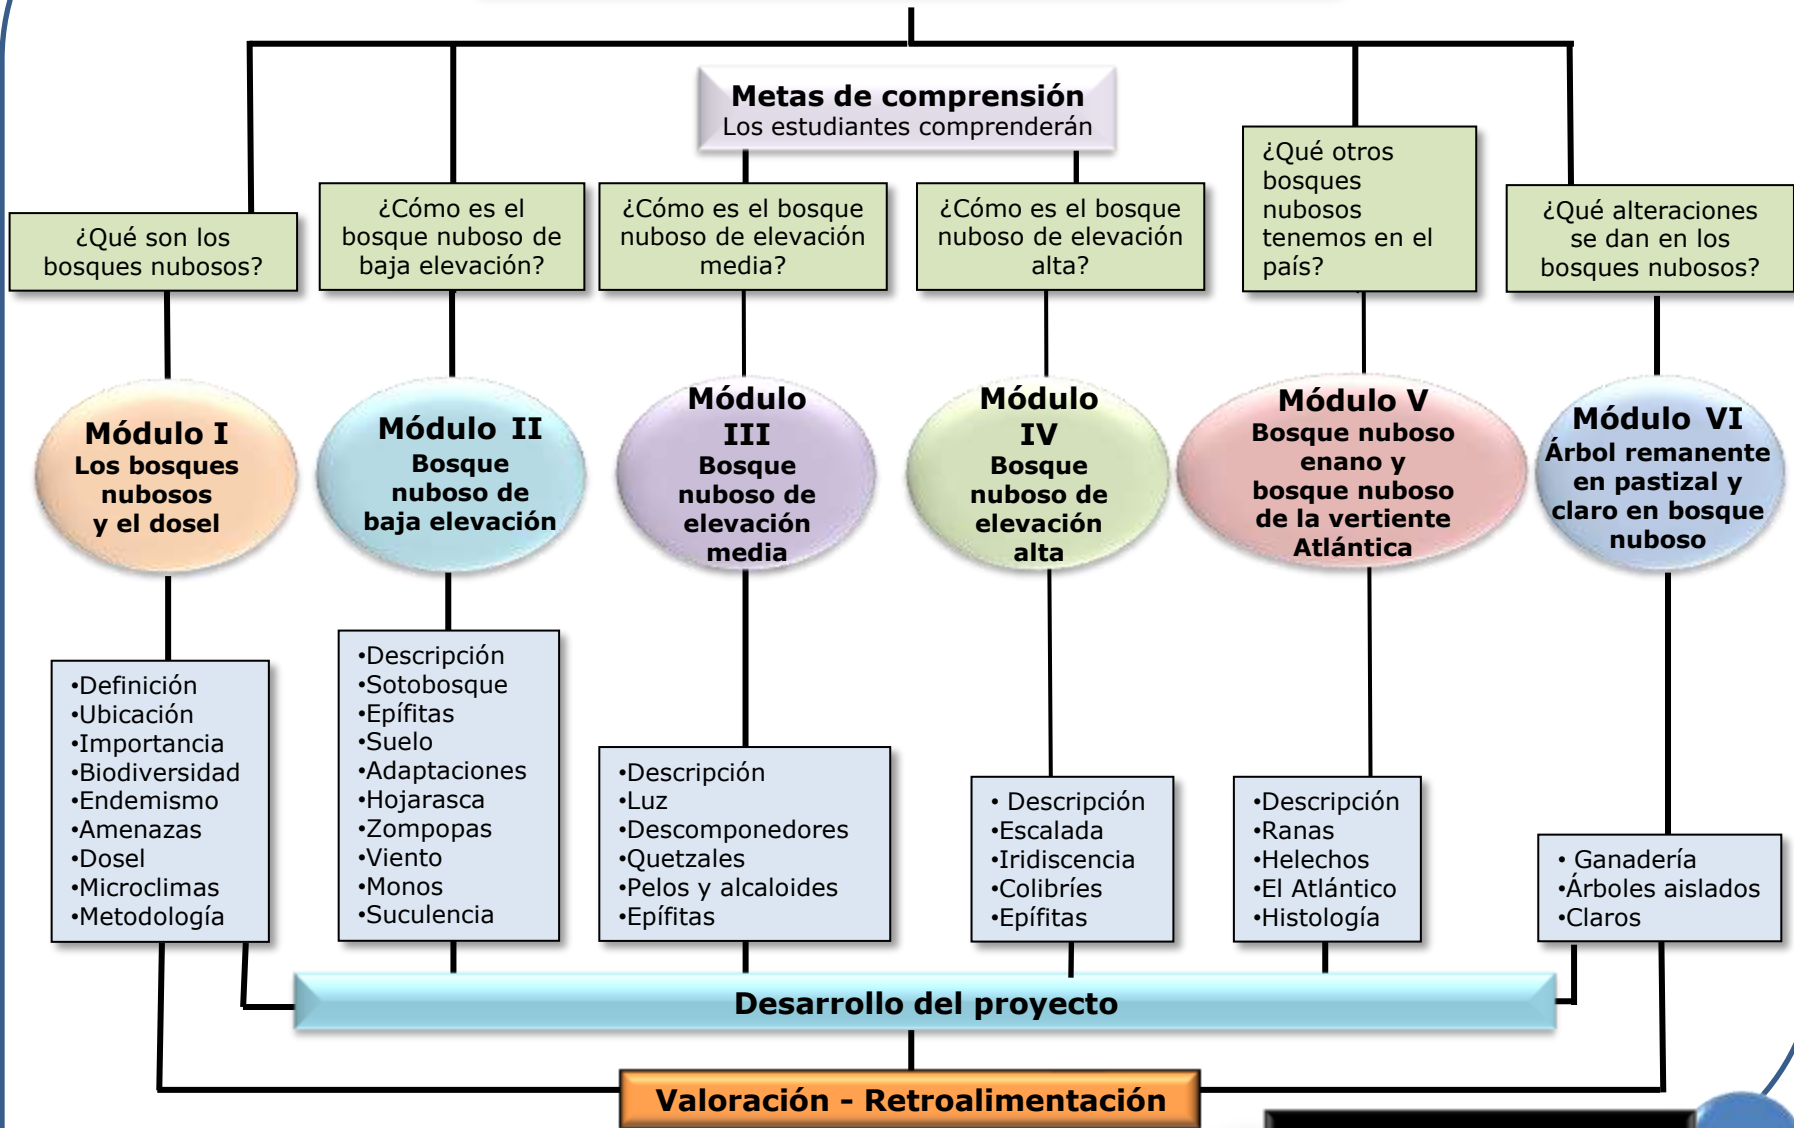 Metas de comprensión
Los estudiantes comprenderán
¿Qué son los
bosques nubosos?
¿Cómo es el
bosque nuboso de
baja elevación?
¿Cómo es el bosque
nuboso de elevación
media?
¿Cómo es el bosque
nuboso de elevación
alta?
¿Qué otros
bosques
nubosos
tenemos en el
país?
¿Qué alteraciones
se dan en los
bosques nubosos?
Módulo I
Los bosques
nubosos
y el dosel
Módulo II
Bosque
nuboso de
baja elevación
Módulo
III
Bosque
nuboso de
elevación
media
Módulo
IV
Bosque
nuboso de
elevación
alta
Módulo V
Bosque nuboso
enano y
bosque nuboso
de la vertiente
Atlántica
Módulo VI
Árbol remanente
en pastizal y
claro en bosque
nuboso
•Definición
•Ubicación
•Importancia
•Biodiversidad
•Endemismo
•Amenazas
•Dosel
•Microclimas
•Metodología
•Descripción
•Sotobosque
•Epífitas
•Suelo
•Adaptaciones
•Hojarasca
•Zompopas
•Viento
•Monos
•Suculencia
•Descripción
•Luz
•Descomponedores
•Quetzales
•Pelos y alcaloides
•Epífitas
• Descripción
•Escalada
•Iridiscencia
•Colibríes
•Epífitas
•Descripción
•Ranas
•Helechos
•El Atlántico
•Histología
• Ganadería
•Árboles aislados
•Claros
Desarrollo del proyecto
Valoración - Retroalimentación